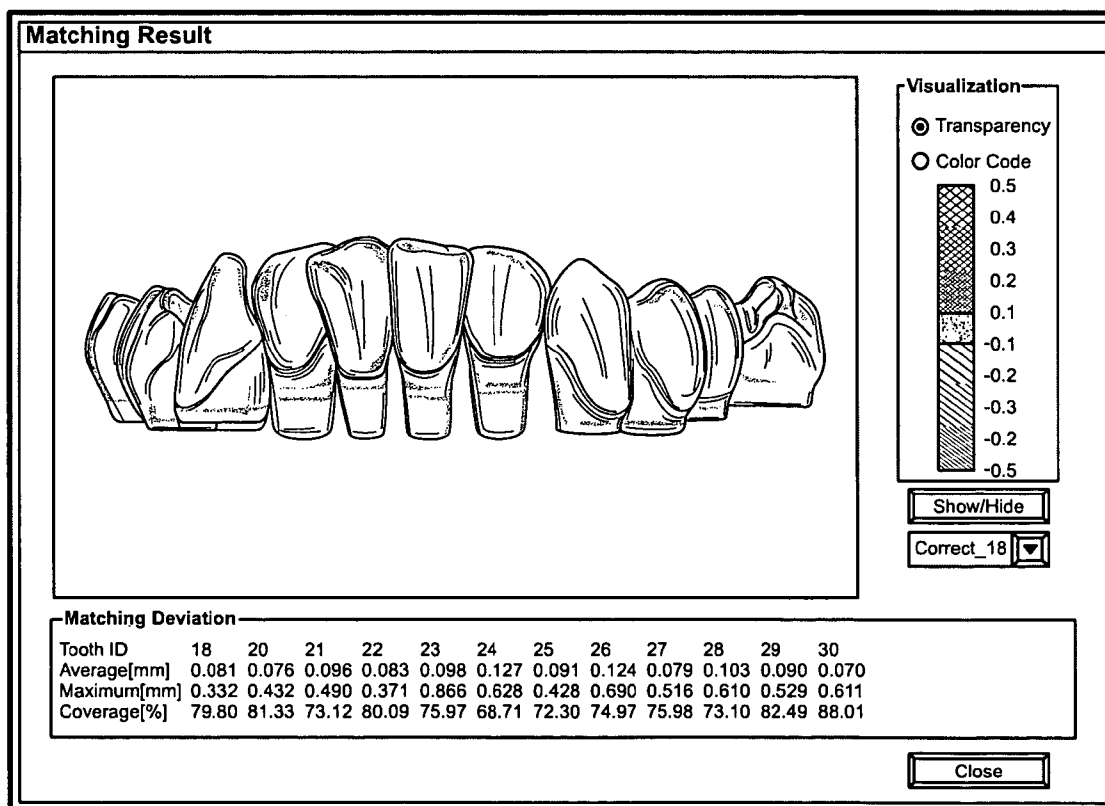 Matching Result
Visualization
Transparency
Color Code
0.5
0.4
0.3
0.2
0.1
-0.1
-0.2
-0.3
-0.2
-0.5
Show/Hide
Correct_18
Matching Deviation
Tooth ID 18 20 21 22 23 24 25 26 27 28 29 30
Average[mm] 0.081 0.076 0.096 0.083 0.098 0.127 0.091 0.124 0.079 0.103 0.090 0.070
Maximum[mm] 0.332 0.432 0.490 0.371 0.866 0.628 0.428 0.690 0.516 0.610 0.529 0.611
Coverage[%] 79.80 81.33 73.12 80.09 75.97 68.71 72.30 74.97 75.98 73.10 82.49 88.01
Close